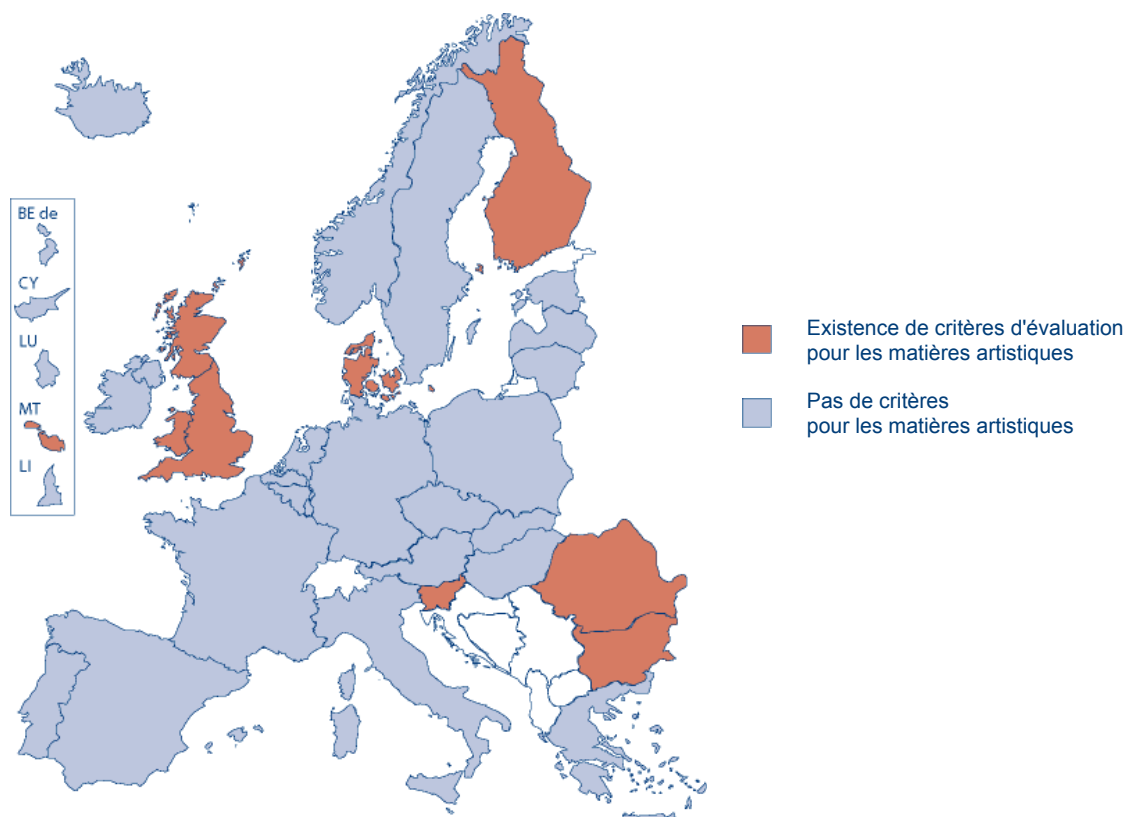 BE de
CY
LU
MT
LI
Existence de critères d'évaluation
pour les matières artistiques
Pas de critères
pour les matières artistiques